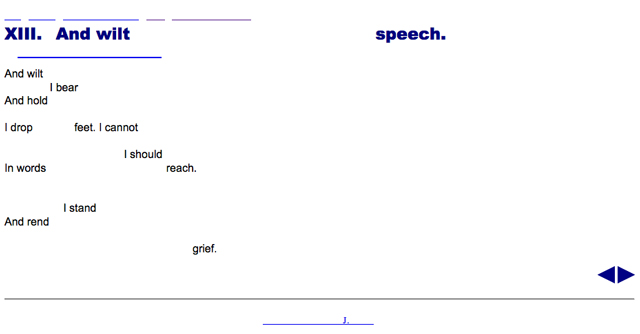 XIII. And wilt speech.
And wilt
I bear
And hold
I drop feet. I cannot
I should
In words reach.
I stand
And rend
grief.
J.